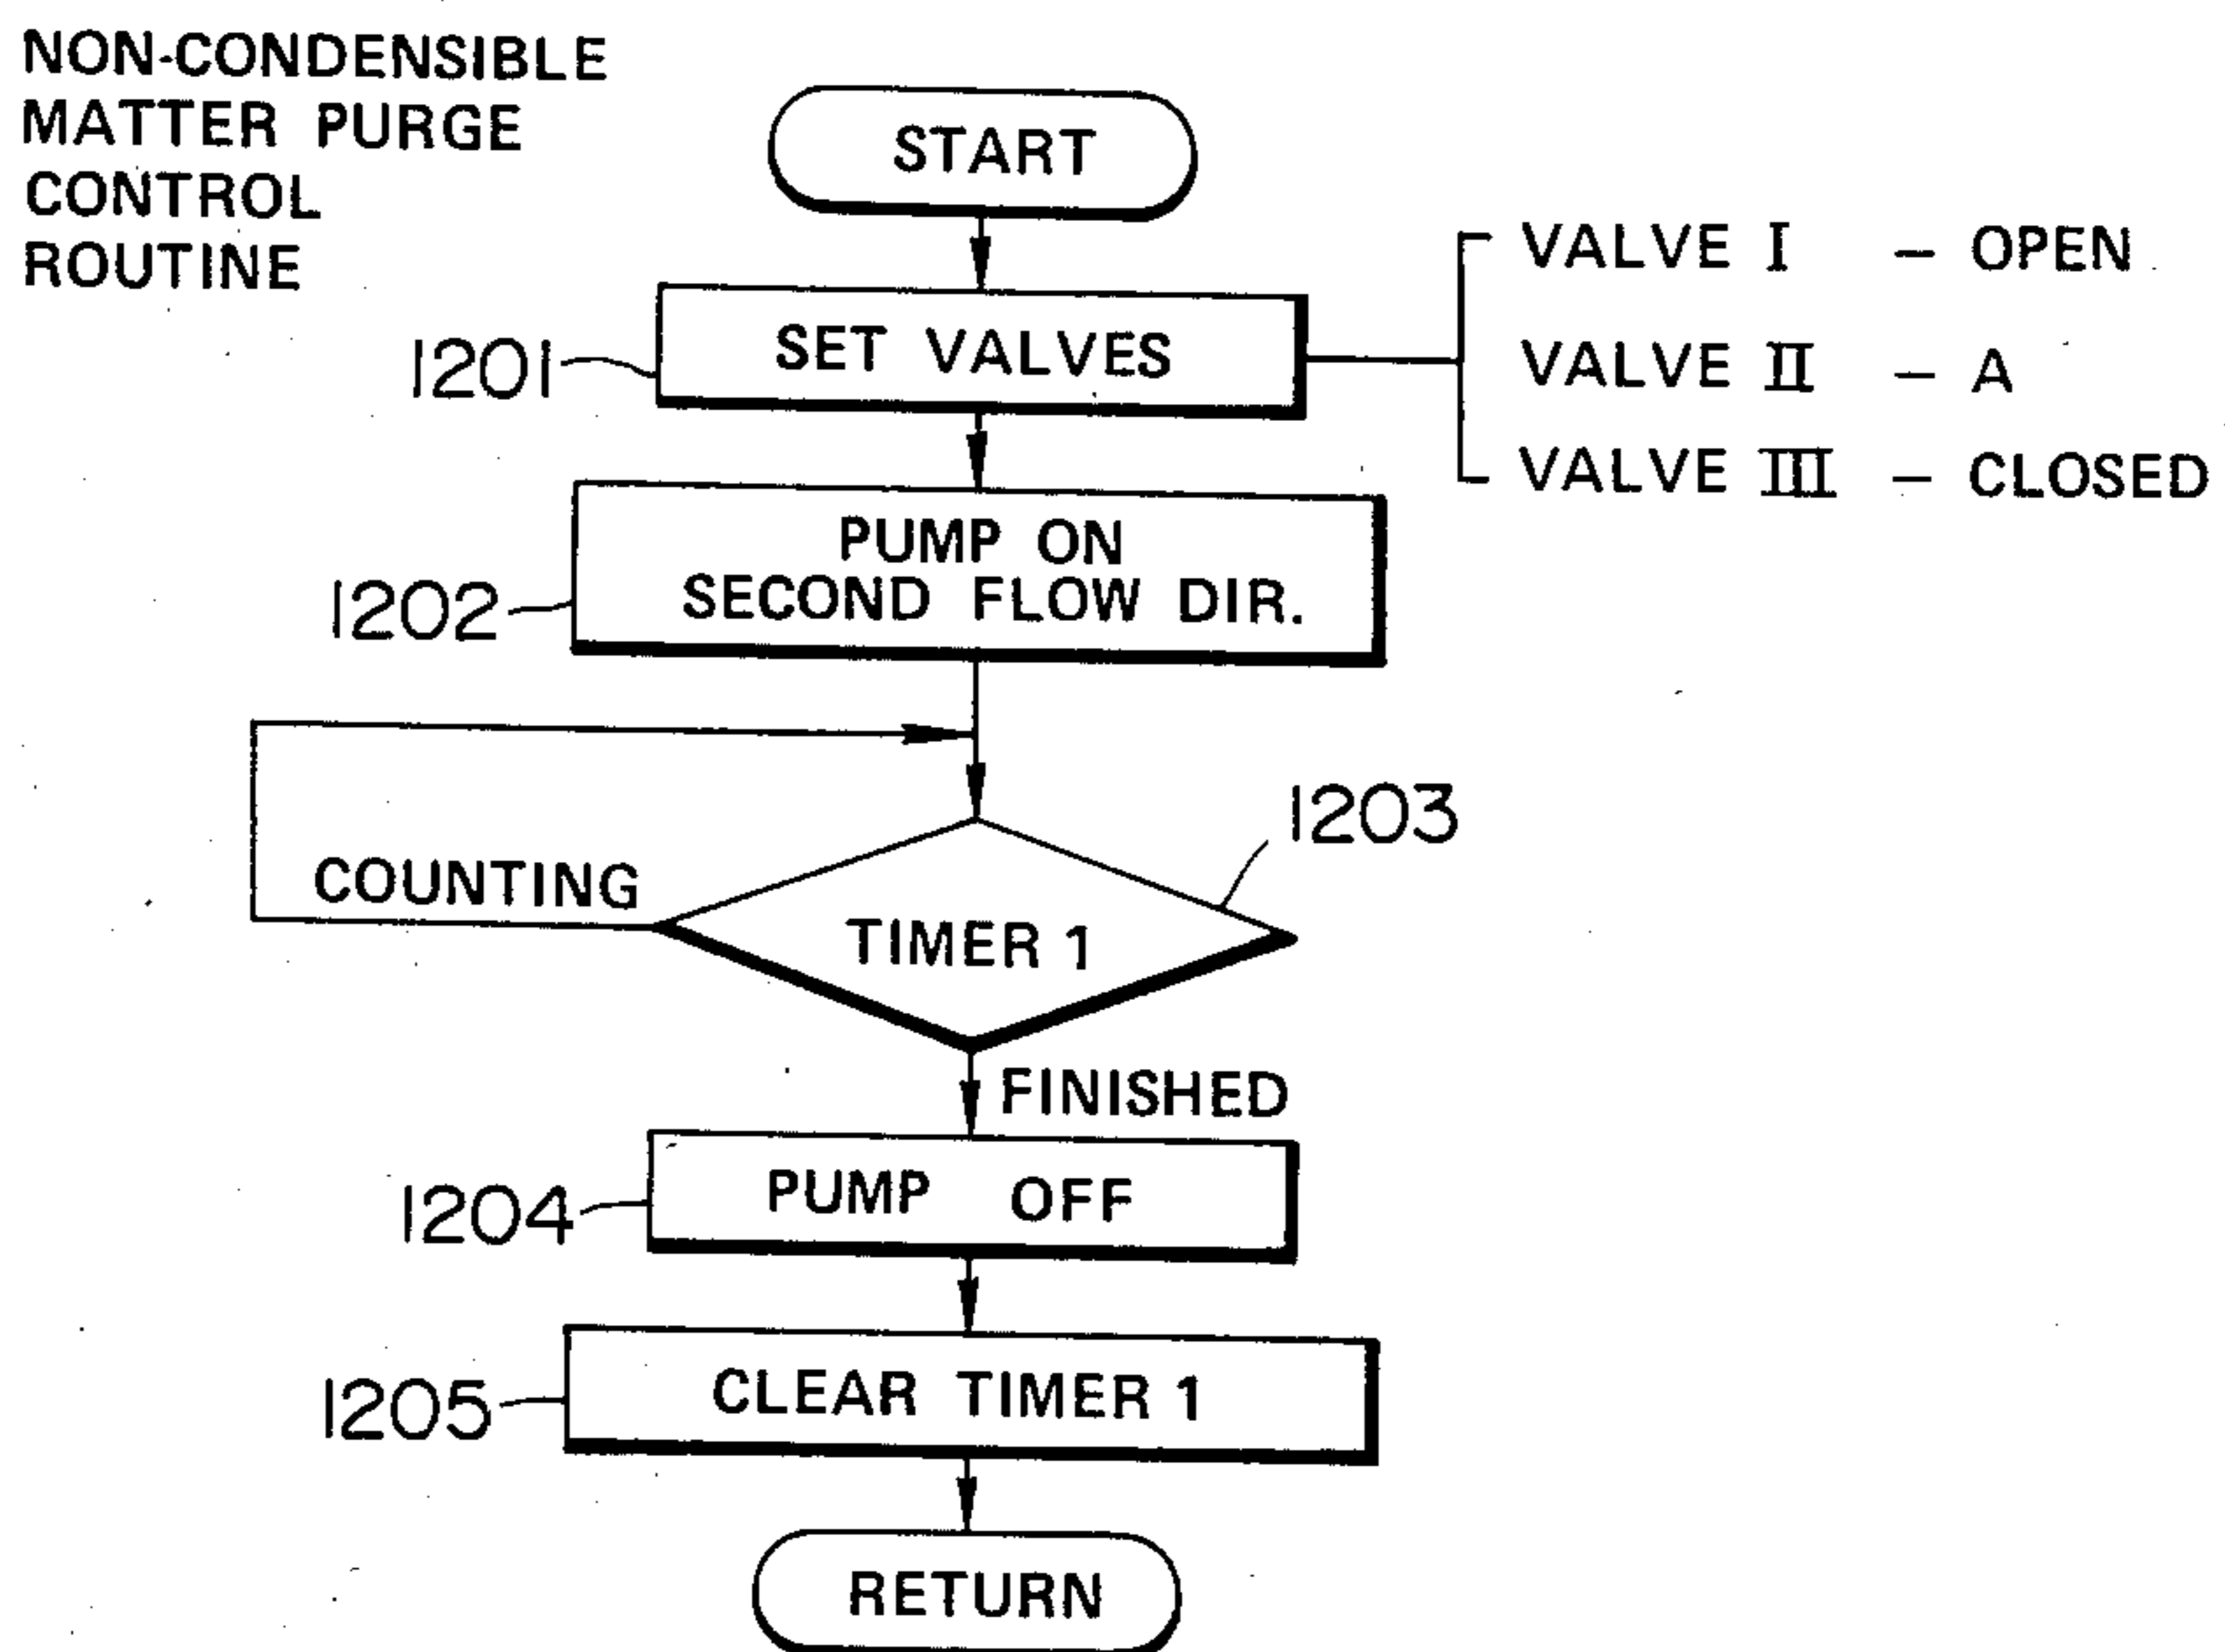 NON-CONDENSIBLE
MATTER PURGE
CONTROL
ROUTINE
START
1201
SET VALVES
VALVE I – OPEN
VALVE II – A
VALVE III – CLOSED
1202
PUMP ON
SECOND FLOW DIR.
1203
COUNTING
TIMER 1
FINISHED
1204
PUMP OFF
1205
CLEAR TIMER 1
RETURN